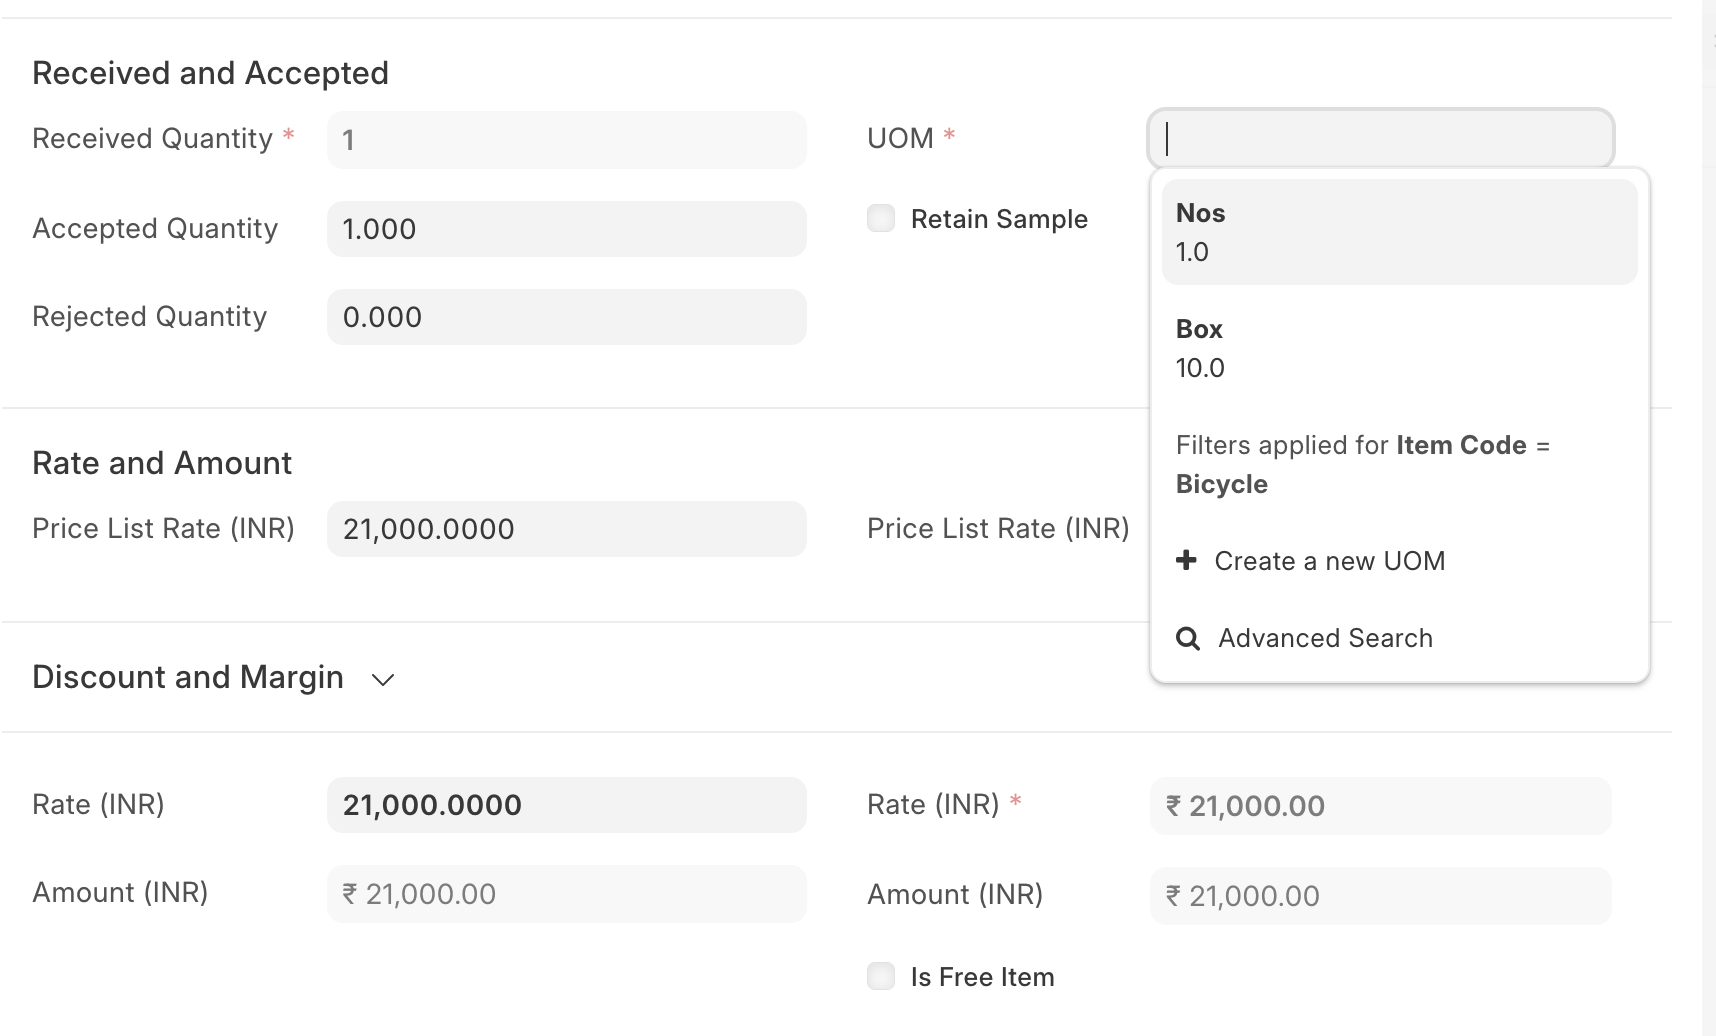 Received and Accepted
Received Quantity *
1
UOM *
Accepted Quantity
1.000
Retain Sample
Rejected Quantity
0.000
Nos
1.0
Box
10.0
Filters applied for Item Code =
Bicycle
Create a new UOM
Advanced Search
Rate and Amount
Price List Rate (INR)
21,000.0000
Price List Rate (INR)
Discount and Margin
Rate (INR)
21,000.0000
Rate (INR) *
₹ 21,000.00
Amount (INR)
₹ 21,000.00
Amount (INR)
₹ 21,000.00
Is Free Item